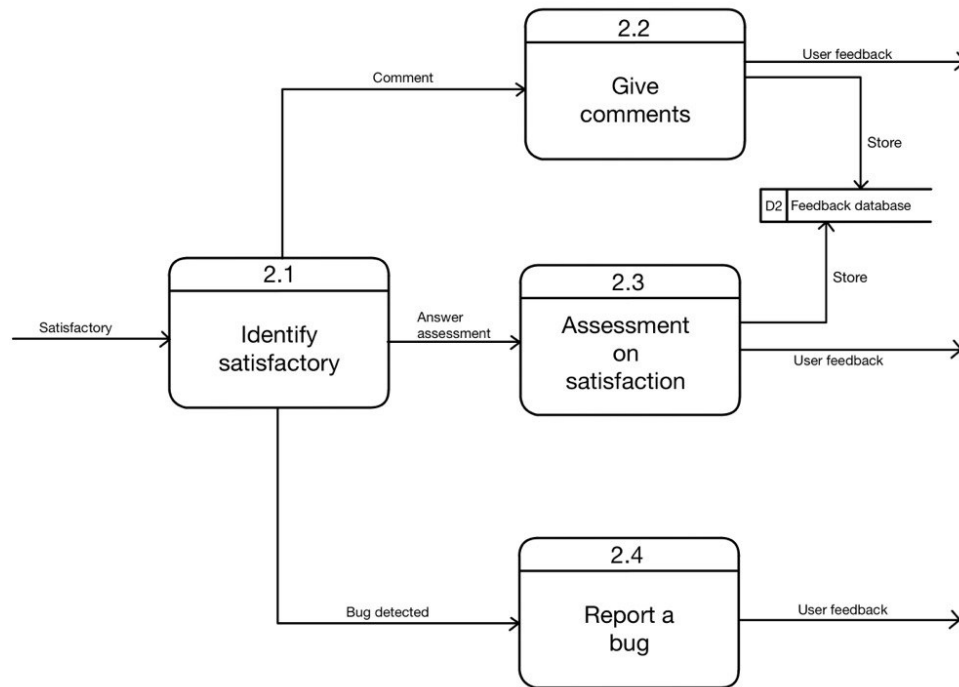 2.2
Give
comments
User feedback
Comment
Store
D2
Feedback database
2.1
Identify
satisfactory
Satisfactory
Answer
assessment
2.3
Assessment
on
satisfaction
Store
User feedback
2.4
Report a
bug
Bug detected
User feedback